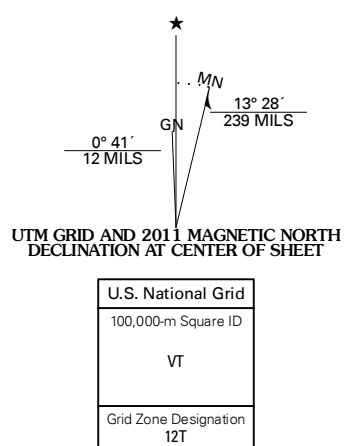 ★
MN
GN
13° 28´
239 MILS
0° 41´
12 MILS
UTM GRID AND 2011 MAGNETIC NORTH
DECLINATION AT CENTER OF SHEET
U.S. National Grid
100,000-m Square ID
VT
Grid Zone Designation
12T